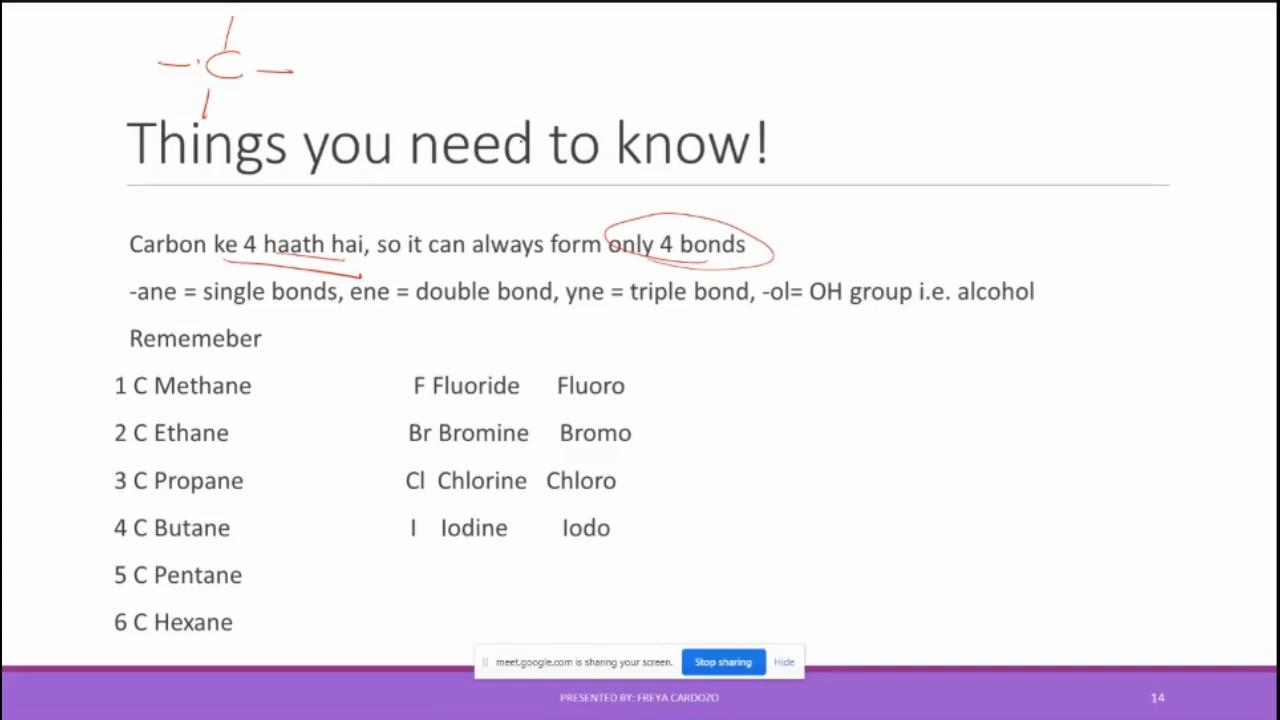 C
Things you need to know!
Carbon ke 4 haath hai, so it can always form only 4 bonds
-ane = single bonds, ene = double bond, yne = triple bond, -ol= OH group i.e. alcohol
Rememeber
1 C Methane F Fluoride Fluoro
2 C Ethane Br Bromine Bromo
3 C Propane Cl Chlorine Chloro
4 C Butane I Iodine Iodo
5 C Pentane
6 C Hexane
meet.google.com is sharing your screen. Stop sharing Hide
PRESENTED BY: FREYA CARDOZO 14